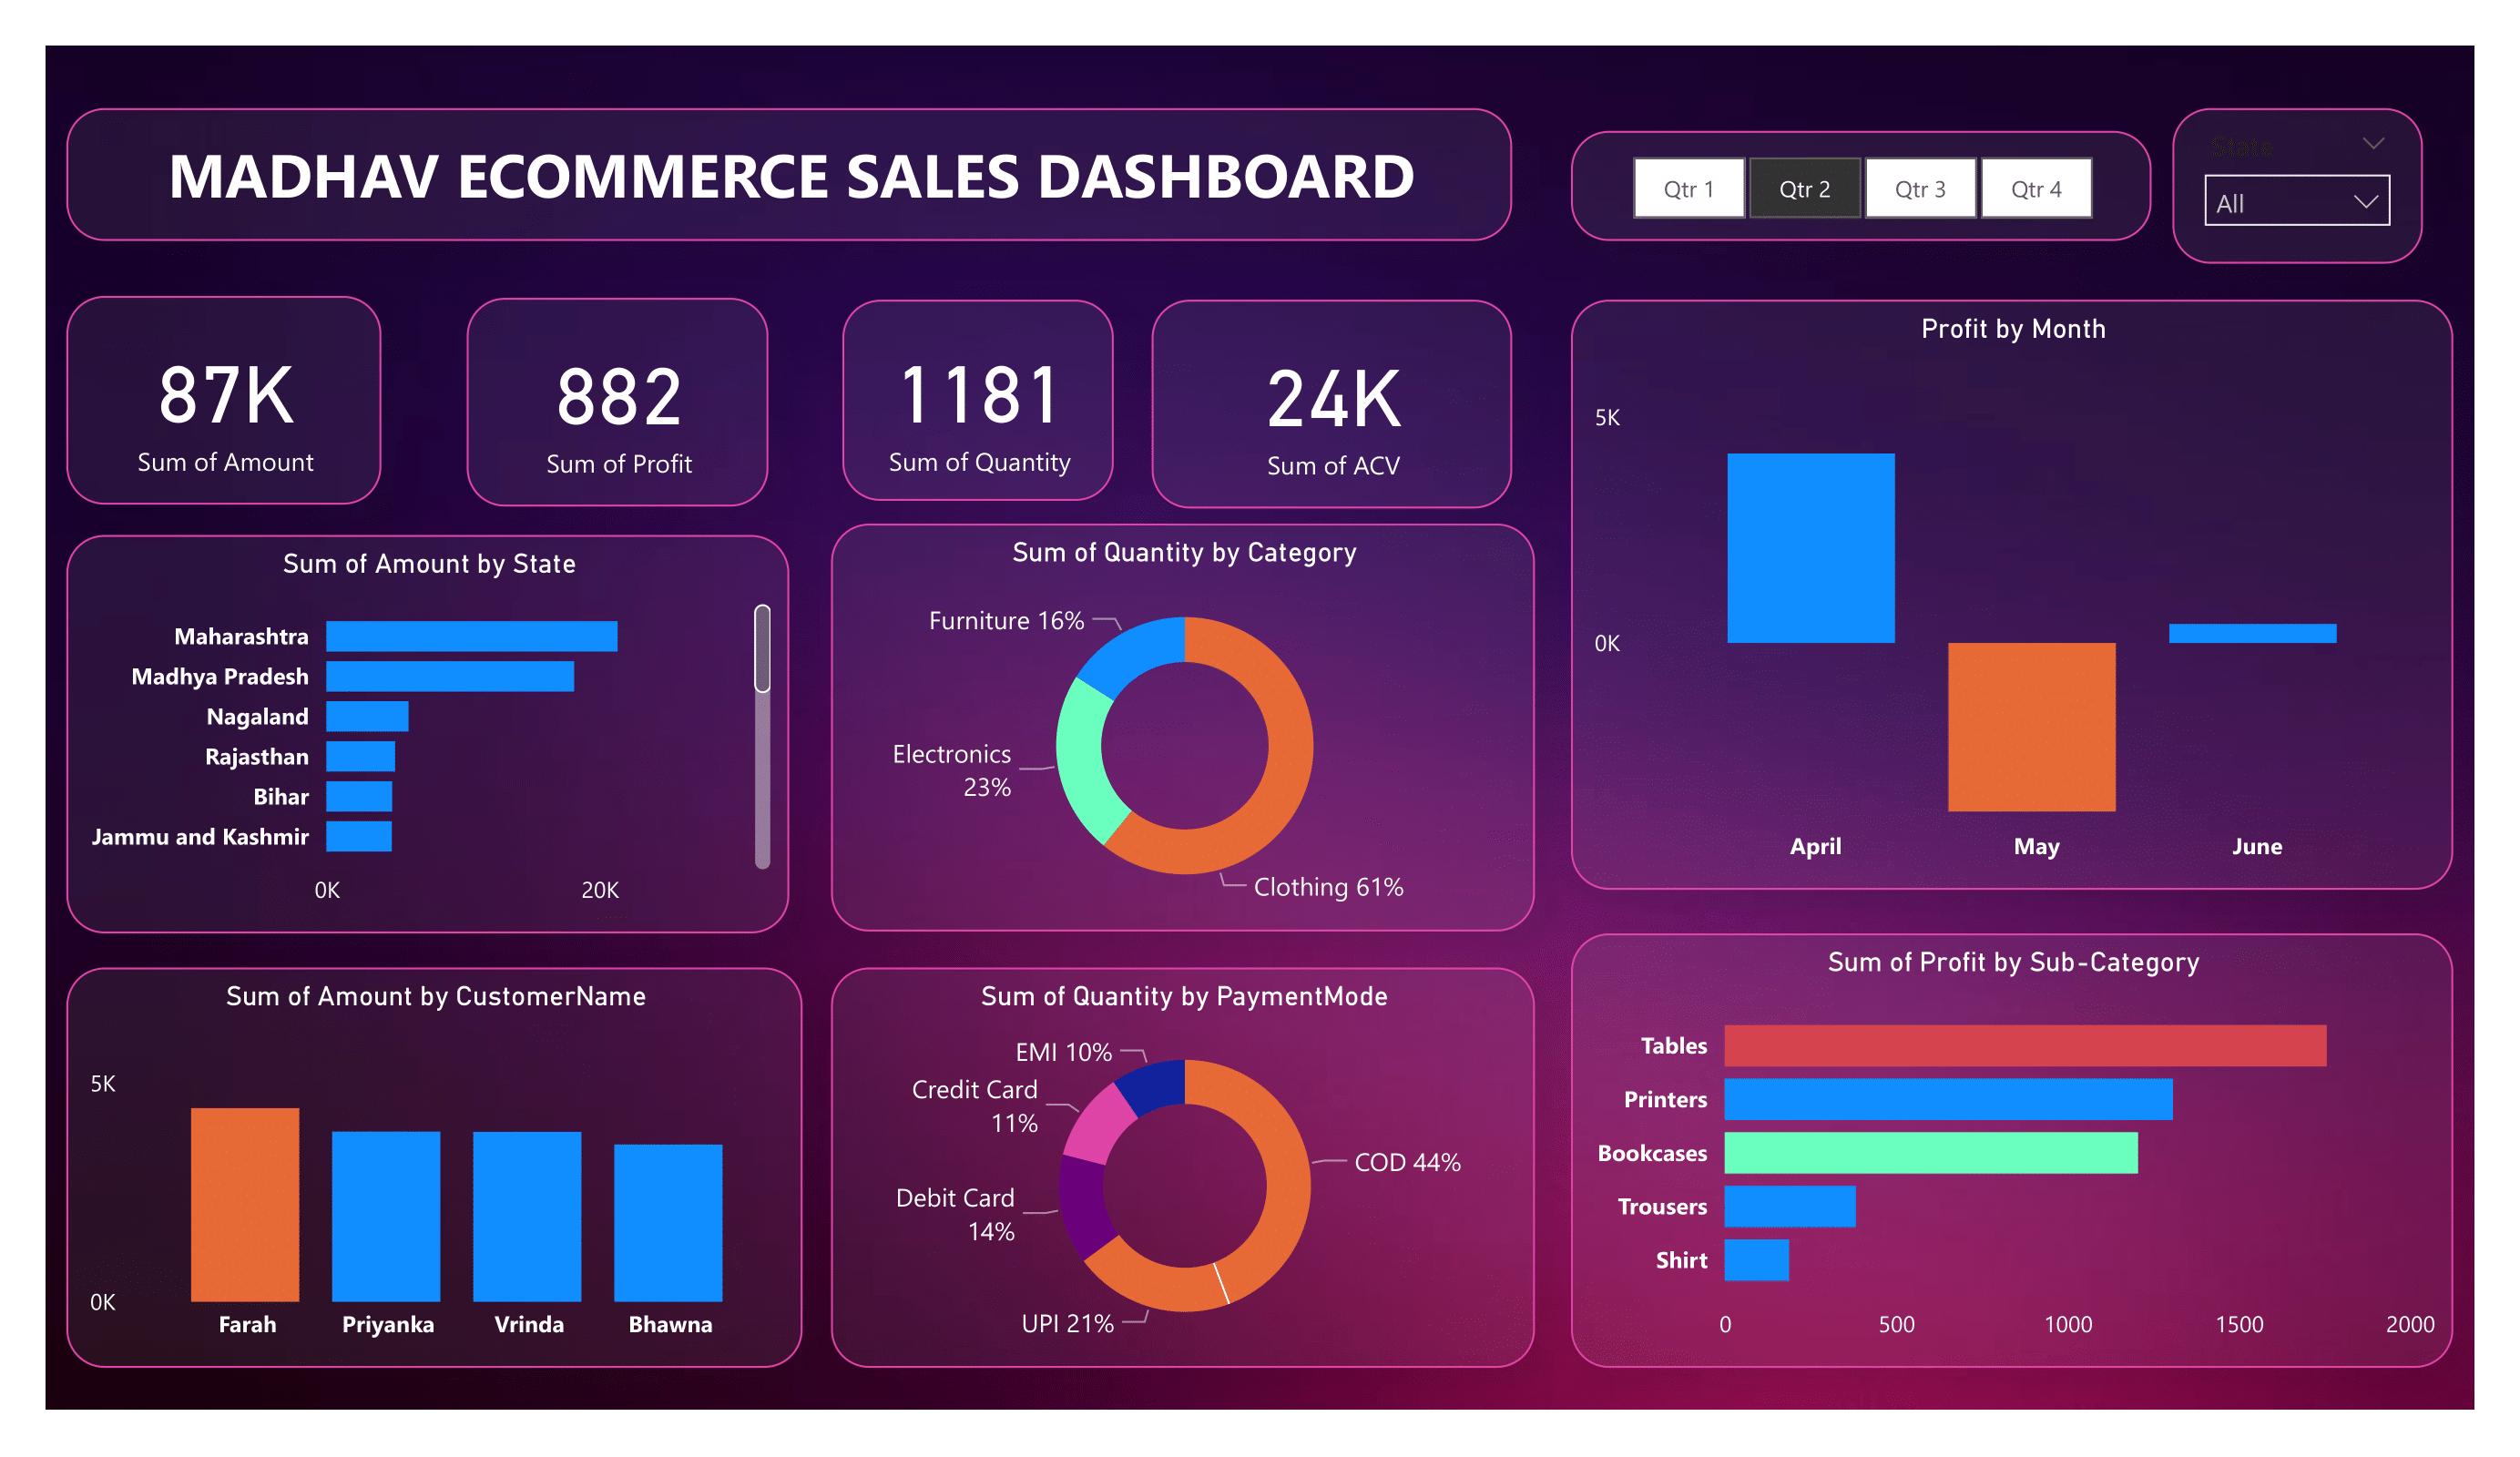 MADHAV ECOMMERCE SALES DASHBOARD
Qtr 1
Qtr 2
Qtr 3
Qtr 4
State
All
87K
Sum of Amount
882
Sum of Profit
1181
Sum of Quantity
24K
Sum of ACV
Profit by Month
5K
0K
April
May
June
Sum of Amount by State
Maharashtra
Madhya Pradesh
Nagaland
Rajasthan
Bihar
Jammu and Kashmir
0K
20K
Sum of Quantity by Category
Furniture 16%
Electronics
23%
Clothing 61%
Sum of Amount by CustomerName
5K
0K
Farah
Priyanka
Vrinda
Bhawna
Sum of Quantity by PaymentMode
EMI 10%
Credit Card
11%
COD 44%
Debit Card
14%
UPI 21%
Sum of Profit by Sub-Category
Tables
Printers
Bookcases
Trousers
Shirt
0
500
1000
1500
2000